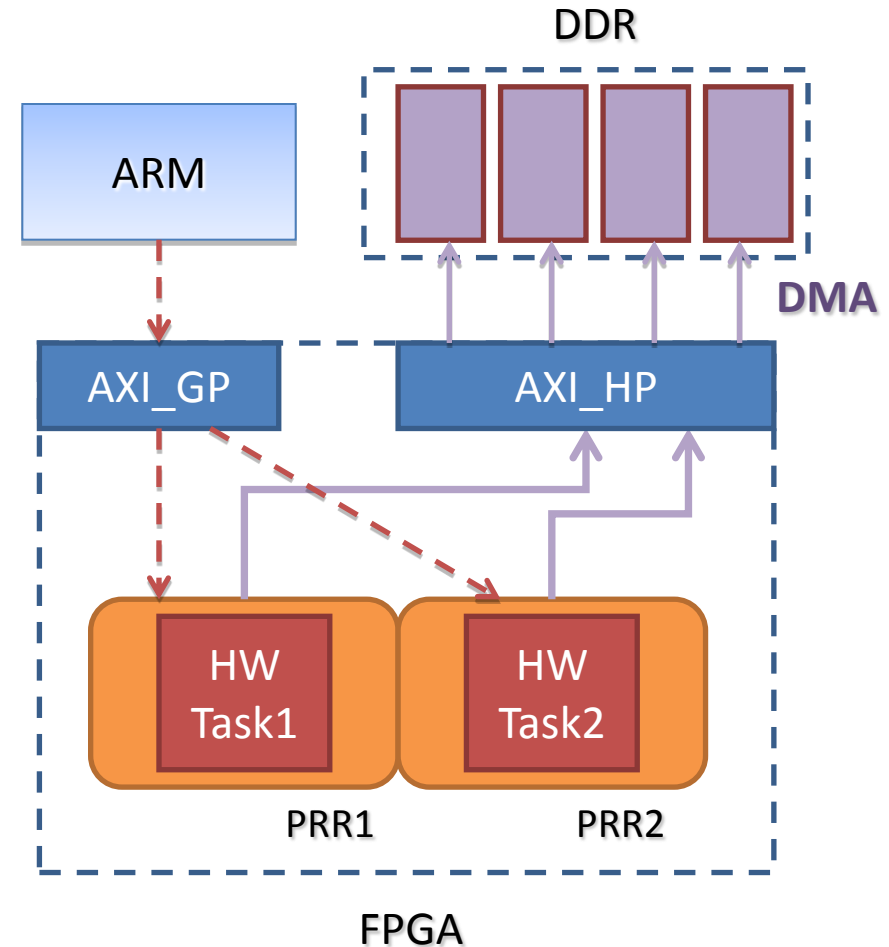 DDR
ARM
DMA
AXI_GP
AXI_HP
HW
Task1
HW
Task2
PRR1
PRR2
FPGA